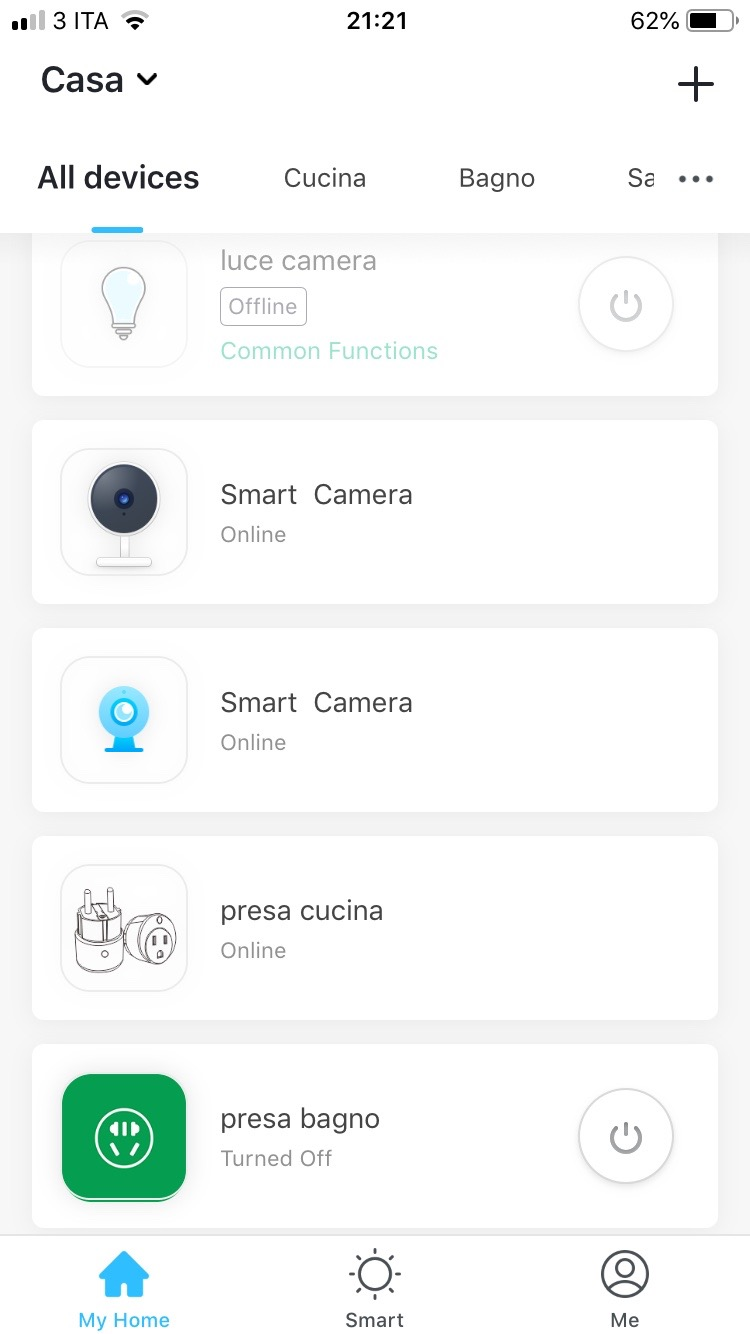 3 ITA 21:21 62%
Casa
All devices Cucina Bagno Sa
luce camera
Offline
Common Functions
Smart Camera
Online
Smart Camera
Online
presa cucina
Online
presa bagno
Turned Off
My Home Smart Me